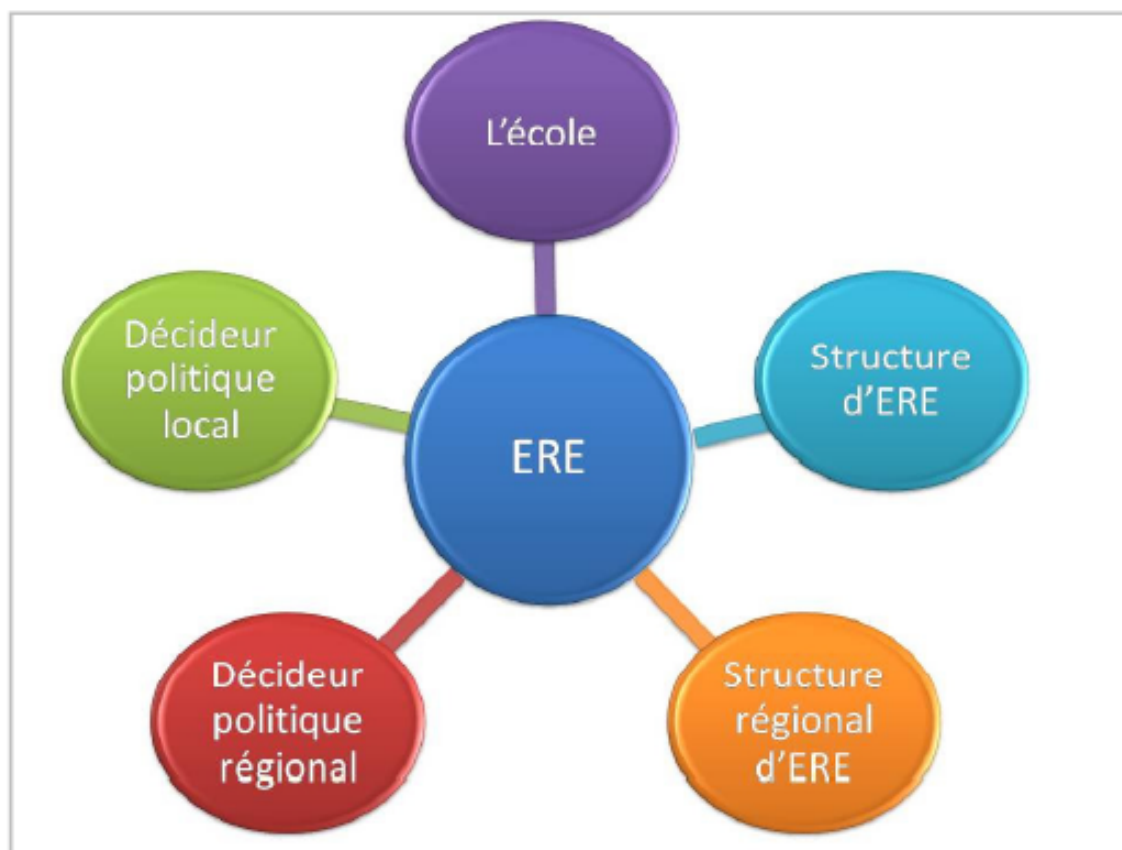 L'école
Structure
d'ERE
Structure
régional
d'ERE
Décideur
politique
régional
Décideur
politique
local
ERE